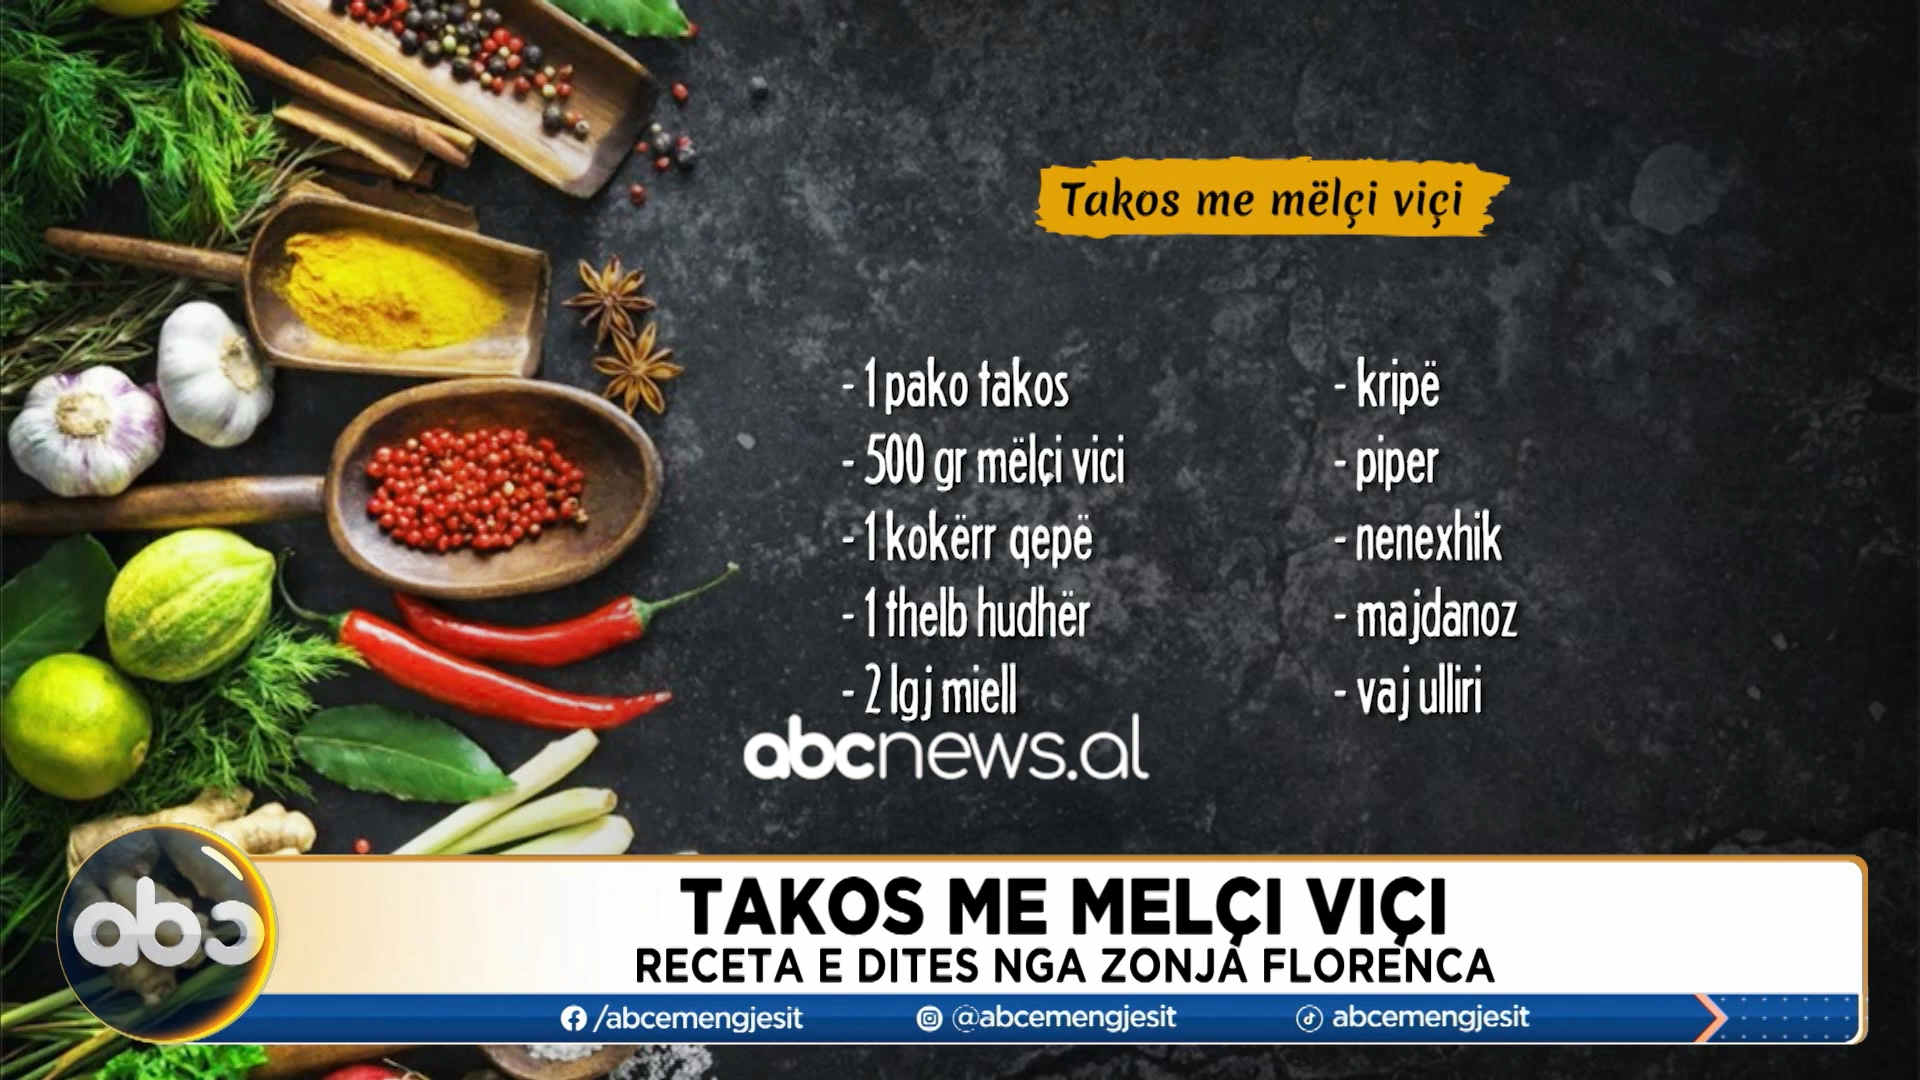 Takos me mëlçi viçi
- 1 pako takos
- 500 gr mëlçi vici
- 1 kokërr qepë
- 1 thelb hudhër
- 2 lgj miell
- kripë
- piper
- nenexhik
- majdanoz
- vaj ulliri
abcnews.al
abc
TAKOS ME MELÇI VIÇI
RECETA E DITES NGA ZONJA FLORENCA
/abcemengjesit
@abcemengjesit
abcemengjesit